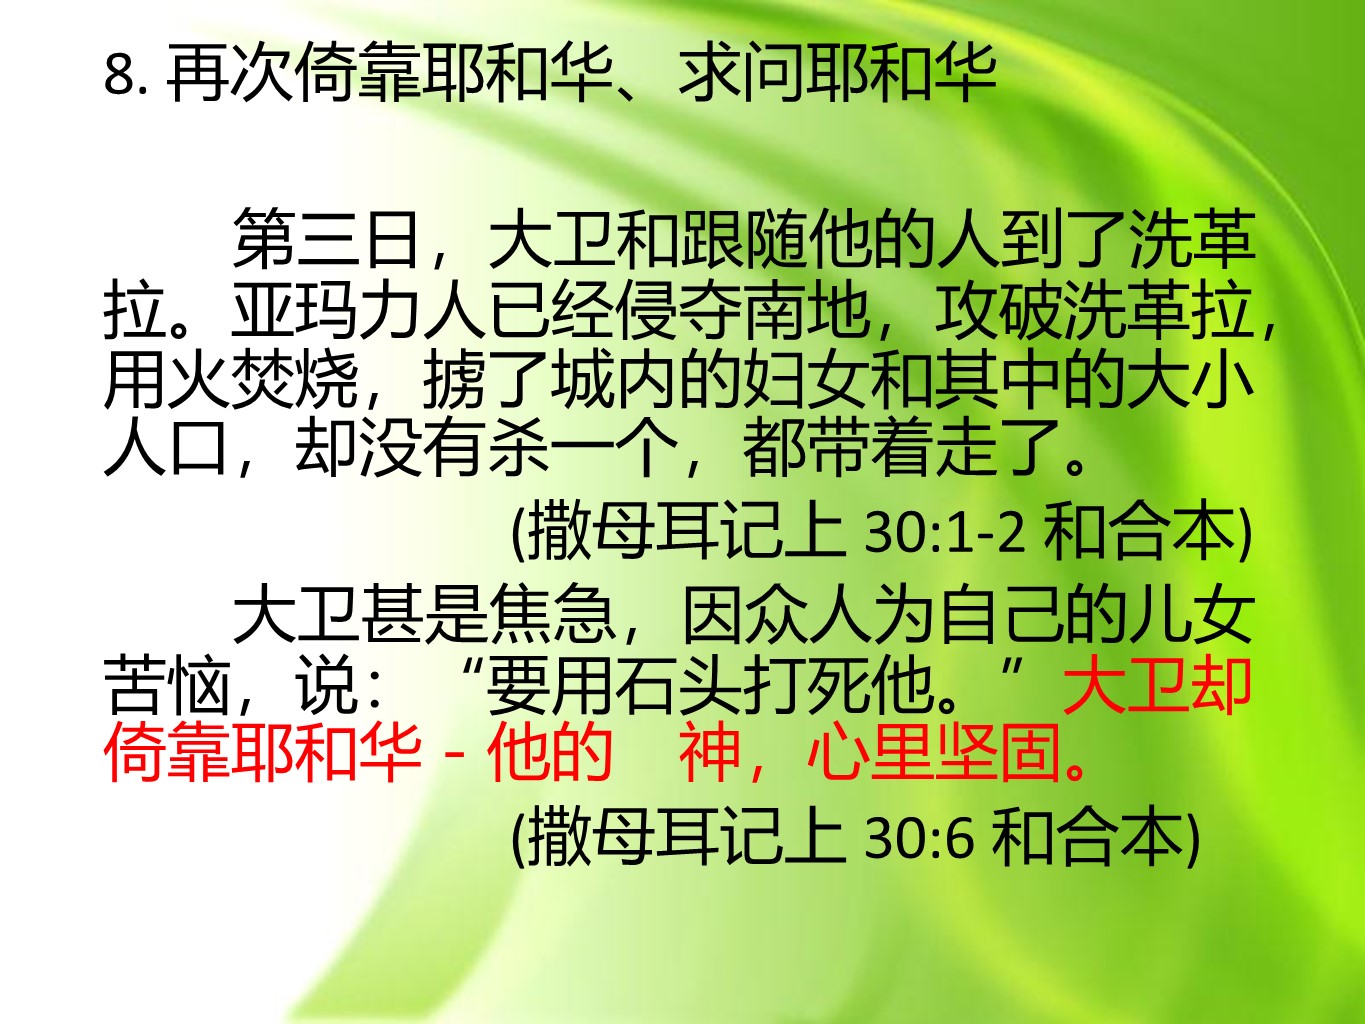 8. 再次倚靠耶和华、求问耶和华
第三日，大卫和跟随他的人到了洗革
拉。亚玛力人已经侵夺南地，攻破洗革拉，
用火焚烧，掳了城内的妇女和其中的大小
人口，却没有杀一个，都带着走了。
(撒母耳记上 30:1-2 和合本)
大卫甚是焦急，因众人为自己的儿女
苦恼，说：“要用石头打死他。”大卫却
倚靠耶和华－他的　神，心里坚固。
(撒母耳记上 30:6 和合本)